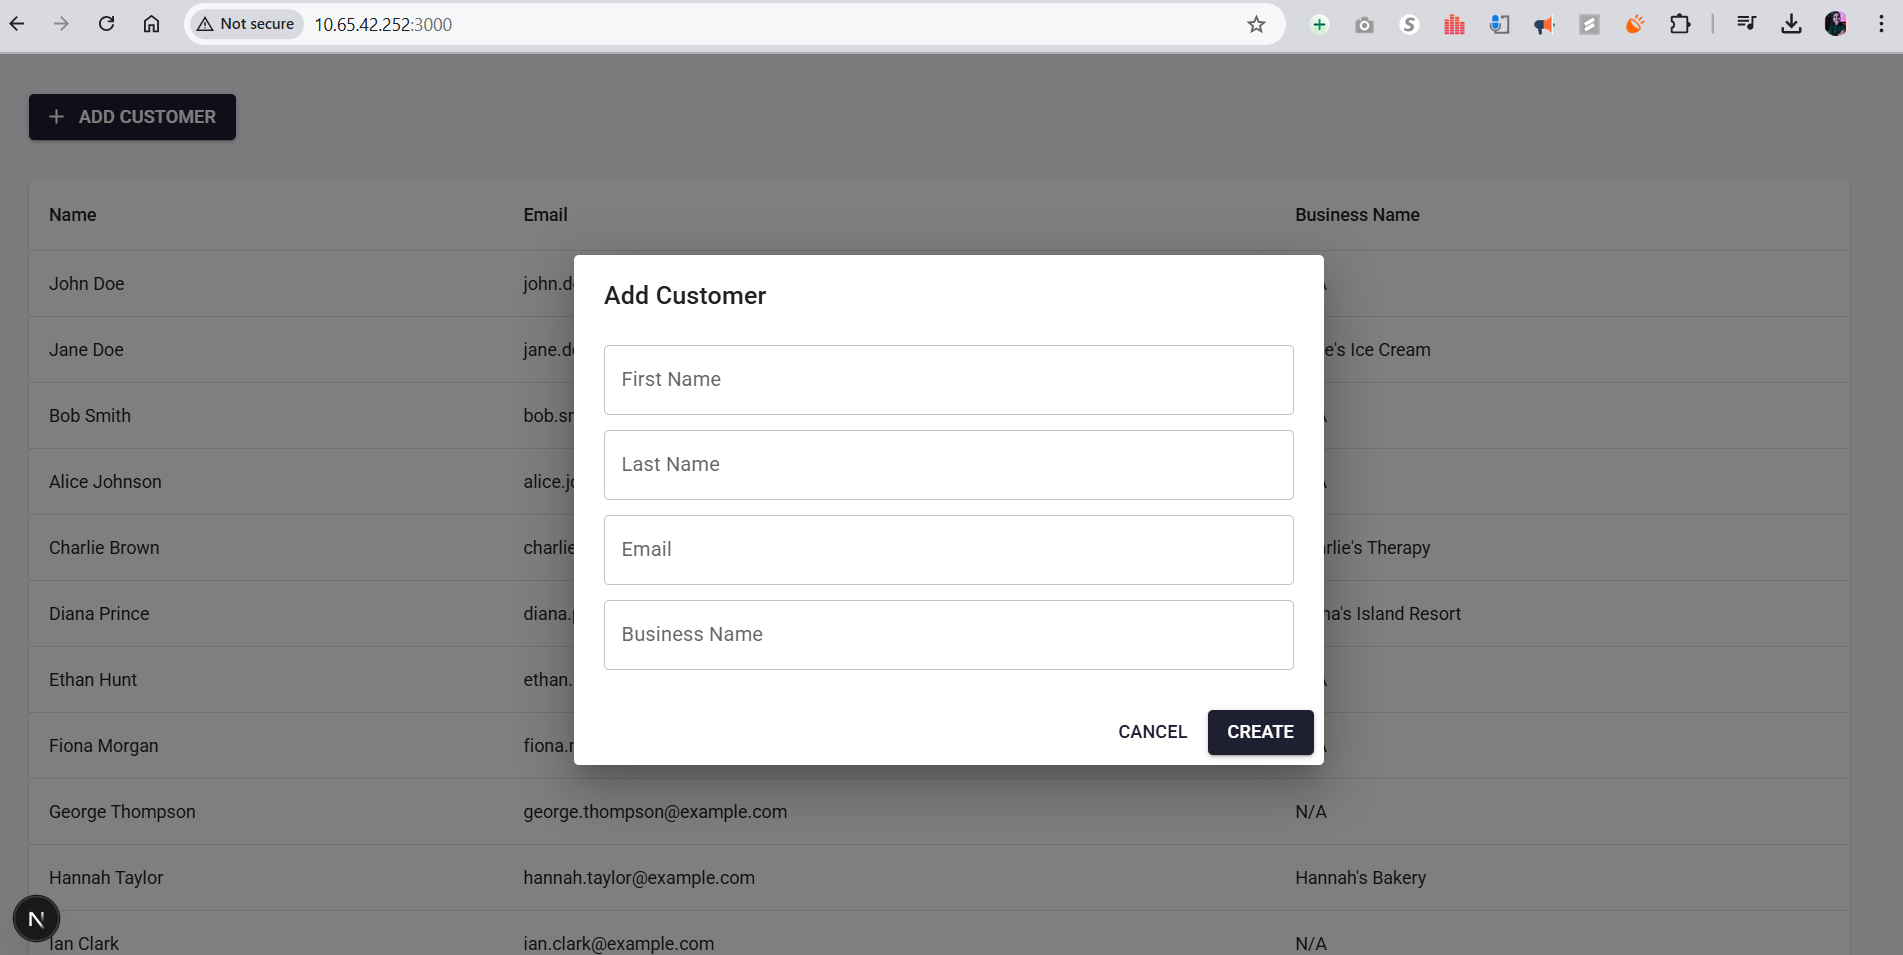 Not secure 10.65.42.252:3000
ADD CUSTOMER
Name Email Business Name
John Doe john.d
Jane Doe jane.d e's Ice Cream
Bob Smith bob.s
Alice Johnson alice.j
Charlie Brown charlie rlie's Therapy
Diana Prince diana. na's Island Resort
Ethan Hunt ethan.
Fiona Morgan fiona.
George Thompson george.thompson@example.com N/A
Hannah Taylor hannah.taylor@example.com Hannah's Bakery
Ian Clark ian.clark@example.com N/A
Add Customer
First Name
Last Name
Email
Business Name
CANCEL CREATE
N